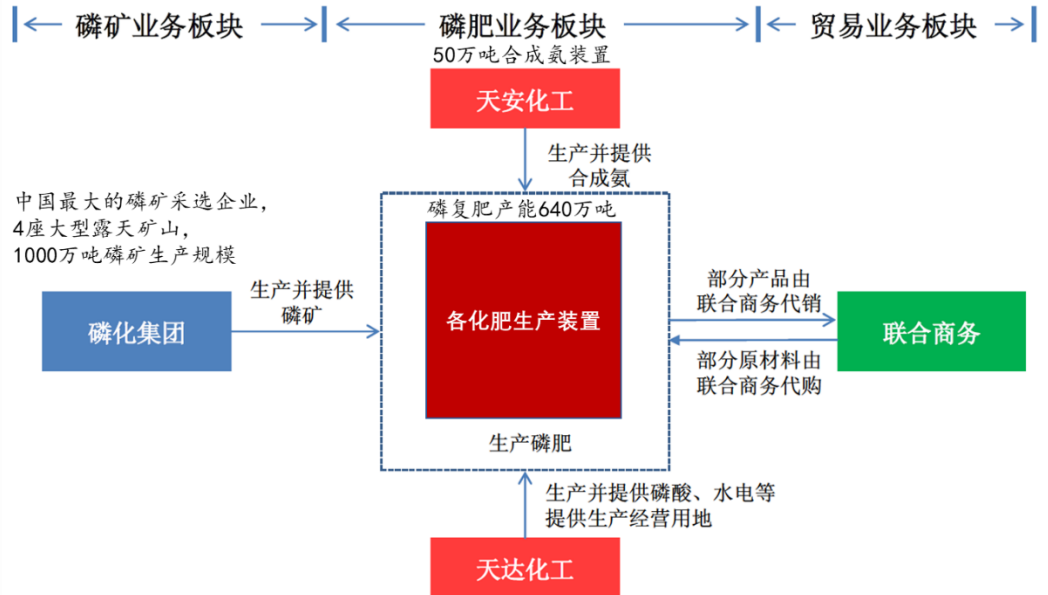 磷矿业务板块
磷肥业务板块
贸易业务板块
50万吨合成氨装置
天安化工
生产并提供
合成氨
中国最大的磷矿采选企业，
4座大型露天矿山，
1000万吨磷矿生产规模
磷复肥产能640万吨
生产并提供
磷矿
磷化集团
各化肥生产装置
部分产品由
联合商务代销
联合商务
部分原材料由
联合商务代购
生产磷肥
生产并提供磷酸、水电等
提供生产经营用地
天达化工